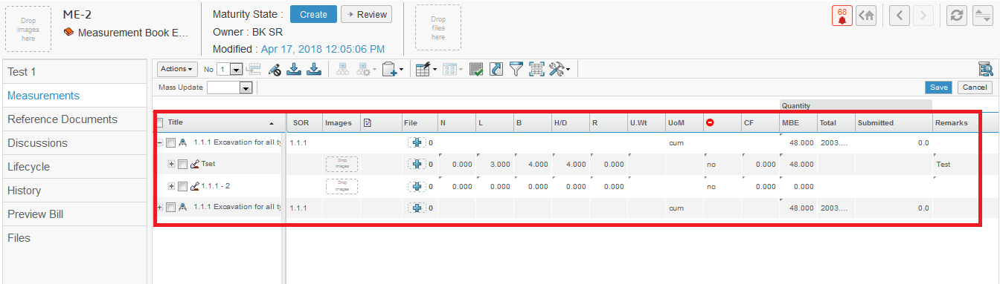 Drop images here
ME-2
Measurement Book E...
Maturity State : Create Review
Owner : BK SR
Modified : Apr 17, 2018 12:05:06 PM
Drop files here
68
Test 1
Measurements
Reference Documents
Discussions
Lifecycle
History
Preview Bill
Files
Actions No 1
Mass Update Save Cancel
Quantity
Title SOR Images File N L B H/D R U.Wt UoM CF MBE Total Submitted Remarks
1.1.1 Excavation for all ty 1.1.1 0 cum 48.000 2003.... 0.0
Tset Drop images 0 0.000 3.000 4.000 4.000 0.000 no 0.000 48.000 Test
1.1.1 - 2 Drop images 0 0.000 0.000 0.000 0.000 0.000 no 0.000 0.000
1.1.1 Excavation for all ty 1.1.1 0 cum 48.000 2003.... 0.0